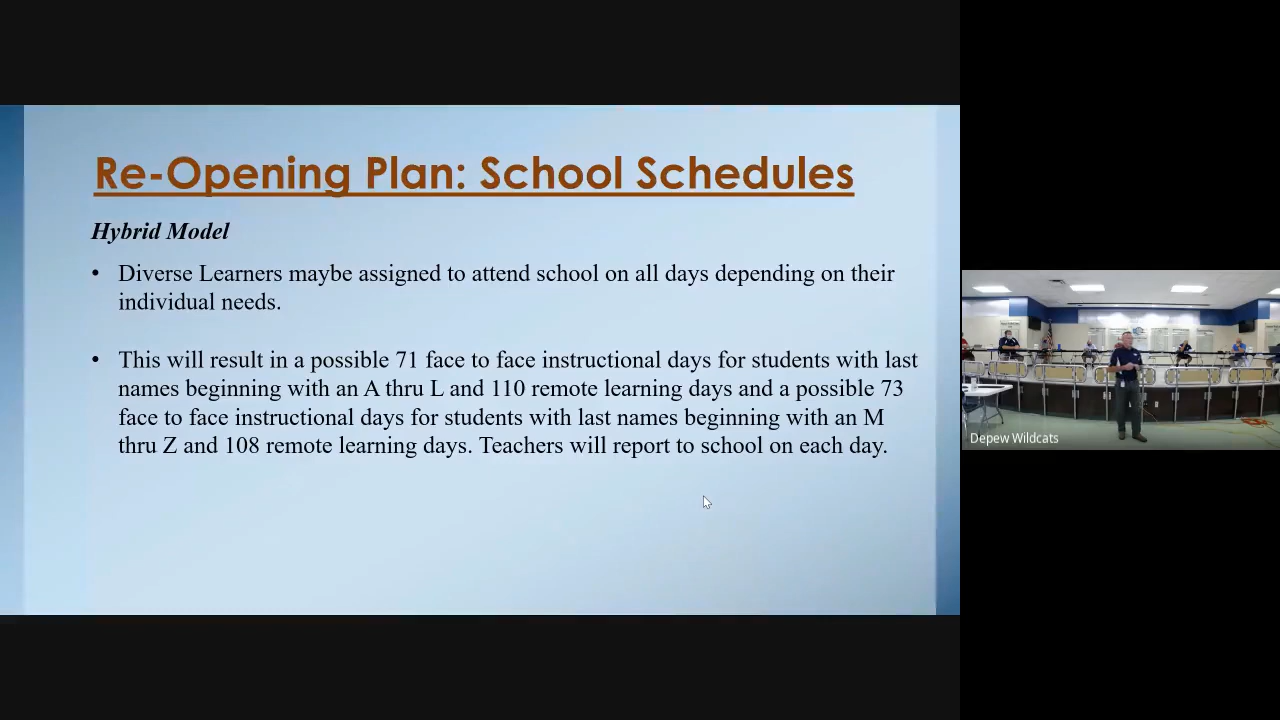 Re-Opening Plan: School Schedules
Hybrid Model
• Diverse Learners maybe assigned to attend school on all days depending on their
individual needs.
• This will result in a possible 71 face to face instructional days for students with last
names beginning with an A thru L and 110 remote learning days and a possible 73
face to face instructional days for students with last names beginning with an M
thru Z and 108 remote learning days. Teachers will report to school on each day.
Depew Wildcats